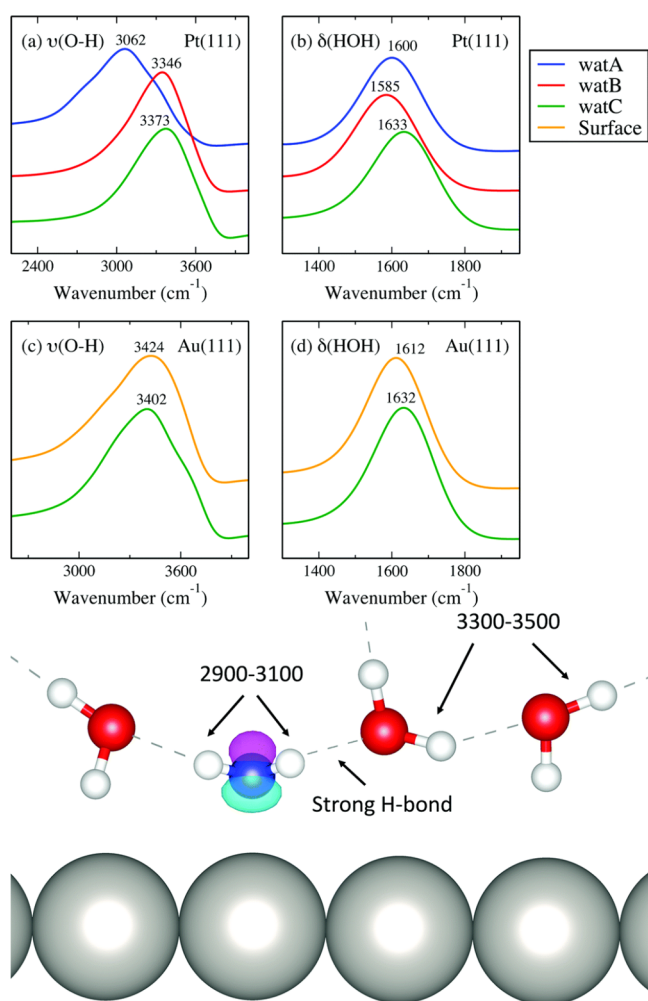 (a) υ(O-H) 3062 Pt(111)
3346
3373
2400 3000 3600
Wavenumber (cm⁻¹)
(b) δ(HOH) 1600 Pt(111)
1585
1633
1400 1600 1800
Wavenumber (cm⁻¹)
watA
watB
watC
Surface
(c) υ(O-H) 3424 Au(111)
3402
3000 3600
Wavenumber (cm⁻¹)
(d) δ(HOH) 1612 Au(111)
1632
1400 1600 1800
Wavenumber (cm⁻¹)
3300-3500
2900-3100
Strong H-bond